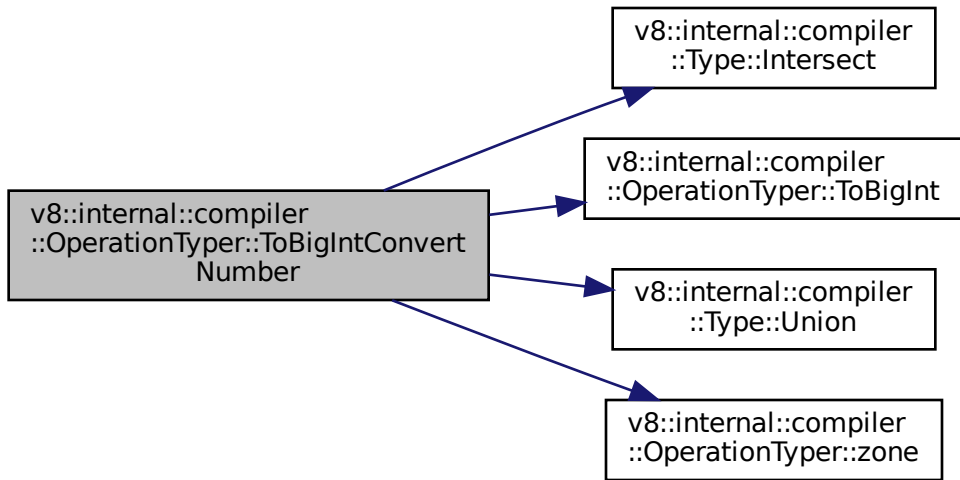 v8::internal::compiler
::OperationTyper::ToBigIntConvert
Number
v8::internal::compiler
::Type::Intersect
v8::internal::compiler
::OperationTyper::ToBigInt
v8::internal::compiler
::Type::Union
v8::internal::compiler
::OperationTyper::zone